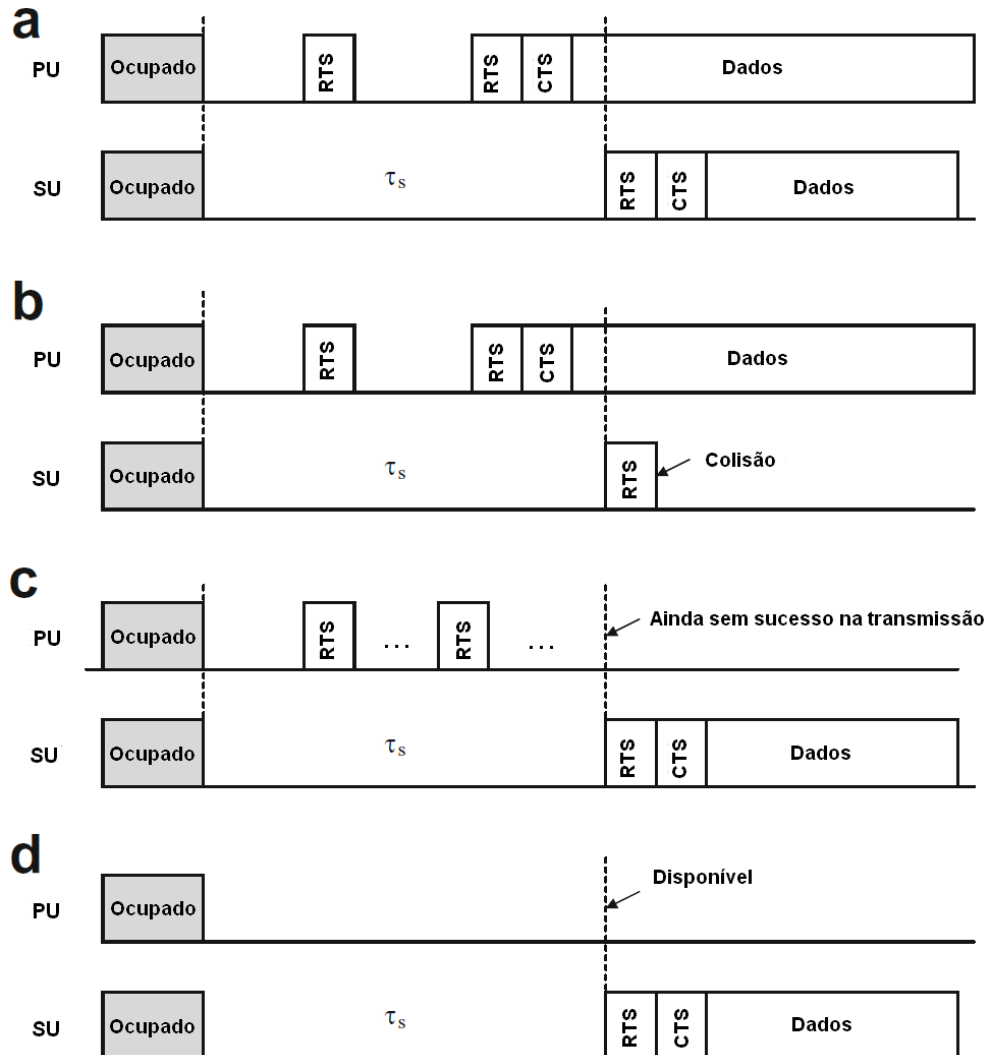 a
PU Ocupado RTS RTS CTS Dados
SU Ocupado τs RTS CTS Dados
b
PU Ocupado RTS RTS CTS Dados
SU Ocupado τs RTS Colisão
c
PU Ocupado RTS ... RTS ... Ainda sem sucesso na transmissão
SU Ocupado τs RTS CTS Dados
d
PU Ocupado Disponível
SU Ocupado τs RTS CTS Dados